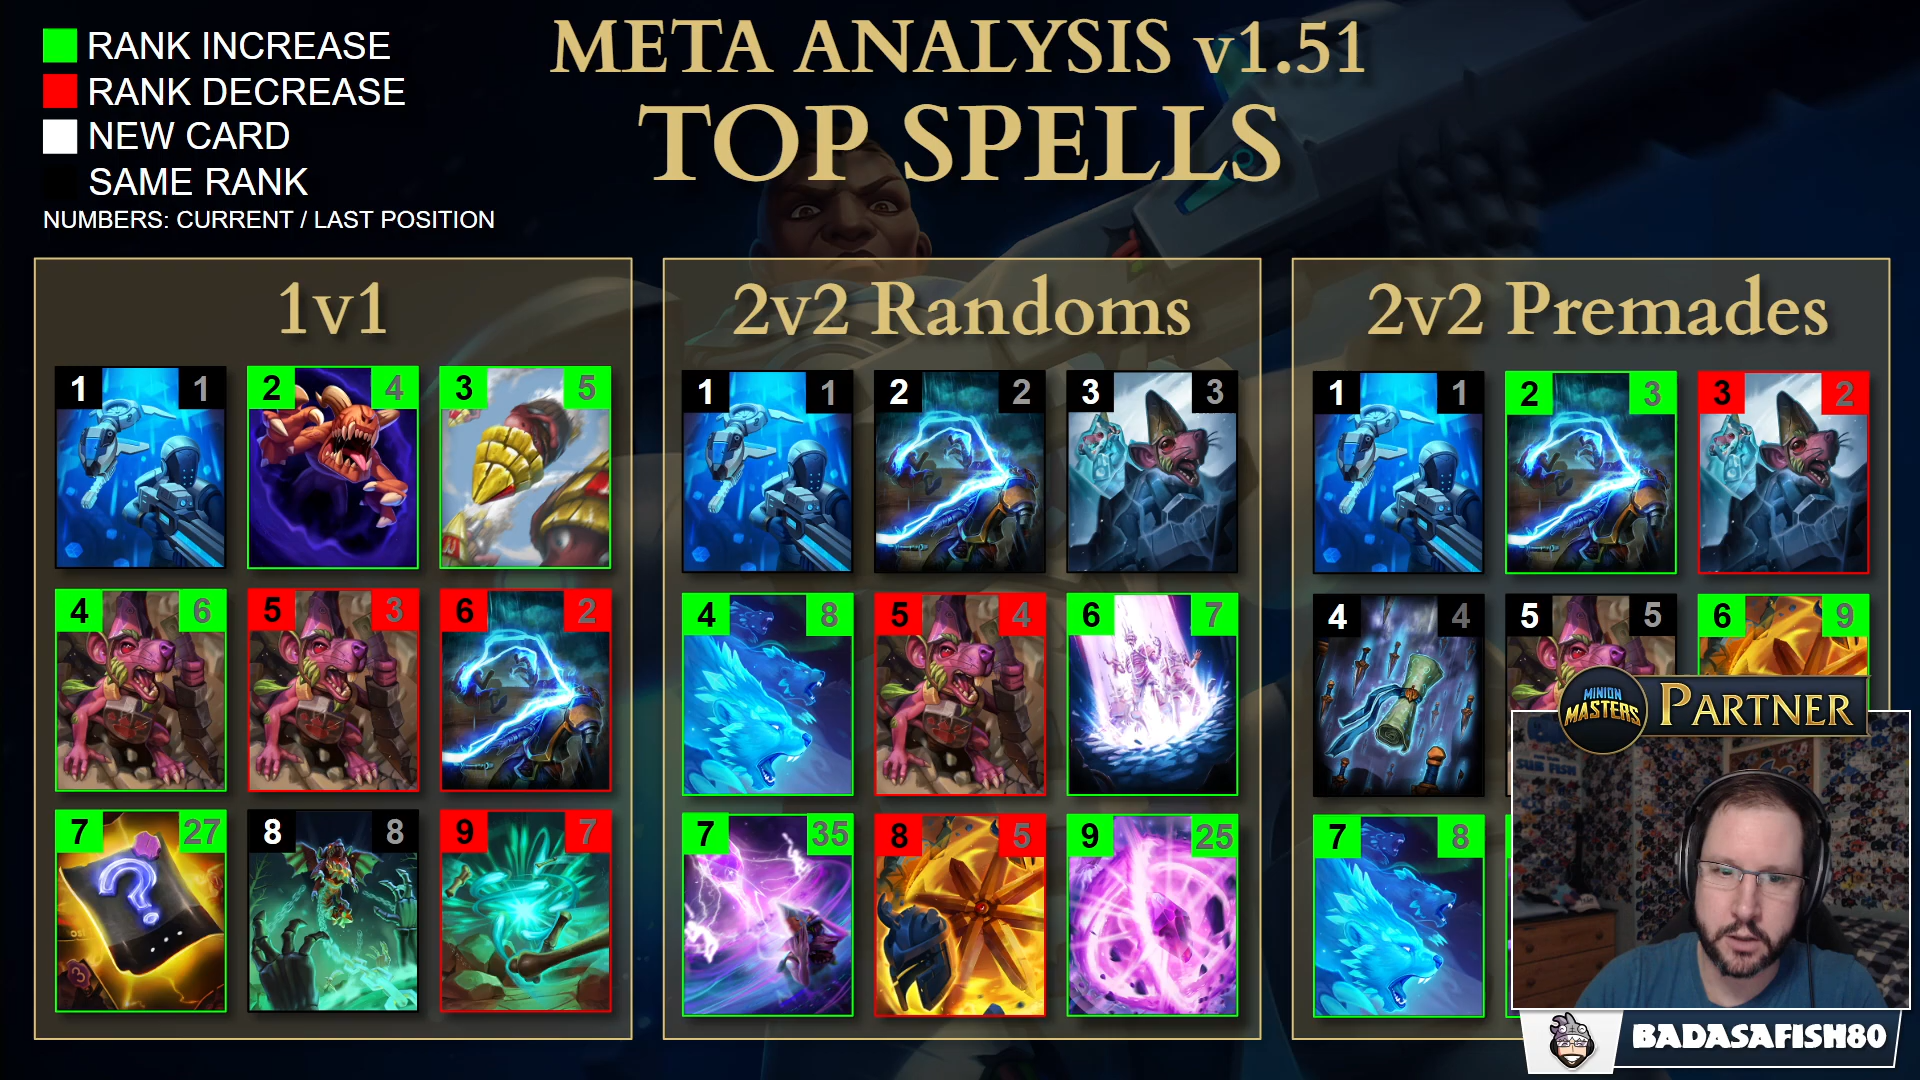 RANK INCREASE
RANK DECREASE
NEW CARD
SAME RANK
NUMBERS: CURRENT / LAST POSITION
META ANALYSIS v1.51
TOP SPELLS
1v1
1 1 2 4 3 5
4 6 5 3 6 2
7 27 8 8 9 7
2v2 Randoms
1 1 2 2 3 3
4 8 5 4 6 7
7 35 8 5 9 25
2v2 Premades
1 1 2 3 3 2
4 4 5 5 6 9
7 8
MINION
MASTERS
PARTNER
BADASAFISH80